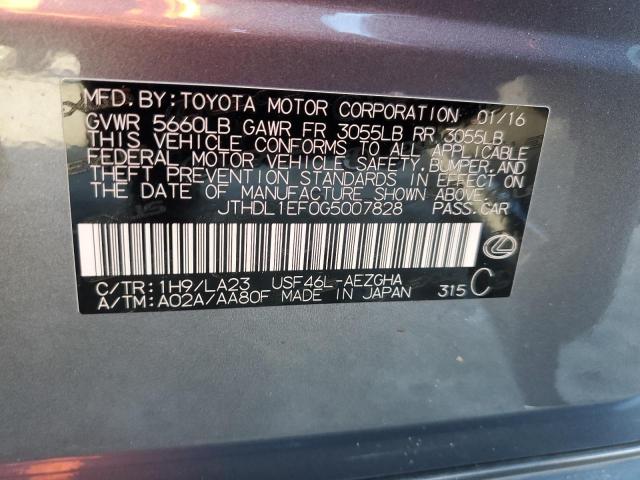 MFD. BY: TOYOTA MOTOR CORPORATION 01/16
GVWR 5660LB GAWR FR 3055LB RR 3055LB
THIS VEHICLE CONFORMS TO ALL APPLICABLE
FEDERAL MOTOR VEHICLE SAFETY, BUMPER, AND
THEFT PREVENTION STANDARDS IN EFFECT ON
THE DATE OF MANUFACTURE SHOWN ABOVE.
JTHDL1EF0G5007828 PASS. CAR
C/TR: 1H9/LA23 USF46L-AEZGHA
A/TM: A02A/AA80F MADE IN JAPAN 315 C